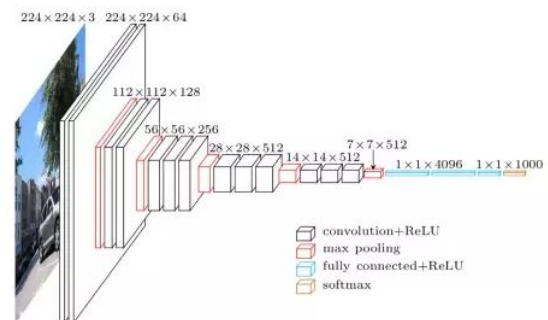 224×224×3
224×224×64
112×112×128
56×56×256
28×28×512
14×14×512
7×7×512
1×1×4096
1×1×1000
convolution+ReLU
max pooling
fully connected+ReLU
softmax